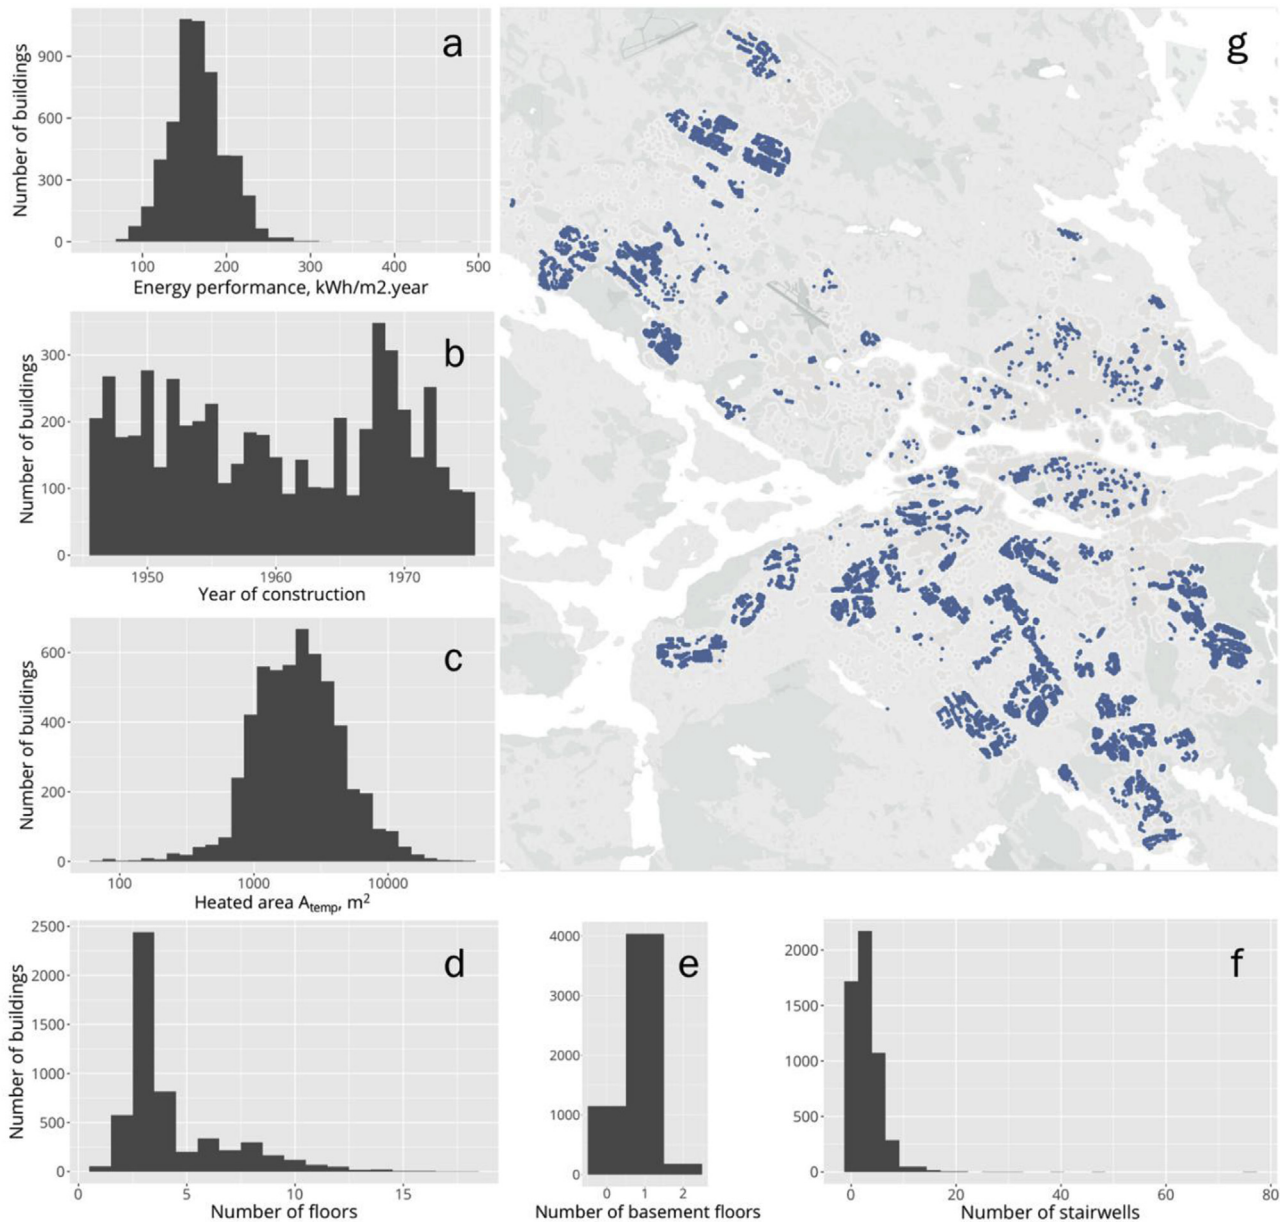 a
Number of buildings
900
600
300
0
100 200 300 400 500
Energy performance, kWh/m2.year
b
Number of buildings
300
200
100
0
1950 1960 1970
Year of construction
c
Number of buildings
600
400
200
0
100 1000 10000
Heated area Atemp, m²
g
d
Number of buildings
2500
2000
1500
1000
500
0
0 5 10 15
Number of floors
e
4000
3000
2000
1000
0
0 1 2
Number of basement floors
f
2000
1500
1000
500
0
0 20 40 60 80
Number of stairwells